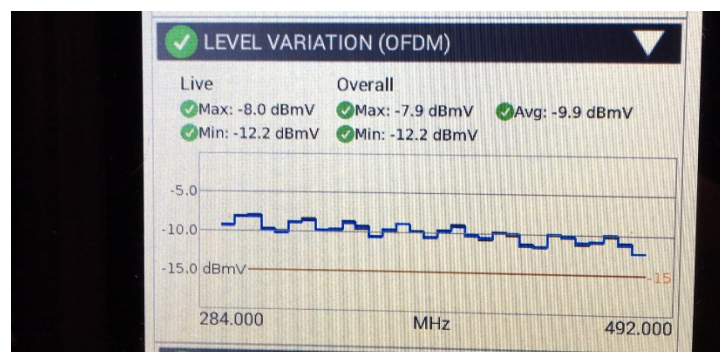 LEVEL VARIATION (OFDM)
Live Overall
Max: -8.0 dBmV Max: -7.9 dBmV Avg: -9.9 dBmV
Min: -12.2 dBmV Min: -12.2 dBmV
-5.0
-10.0
-15.0 dBmV -15
284.000 MHz 492.000